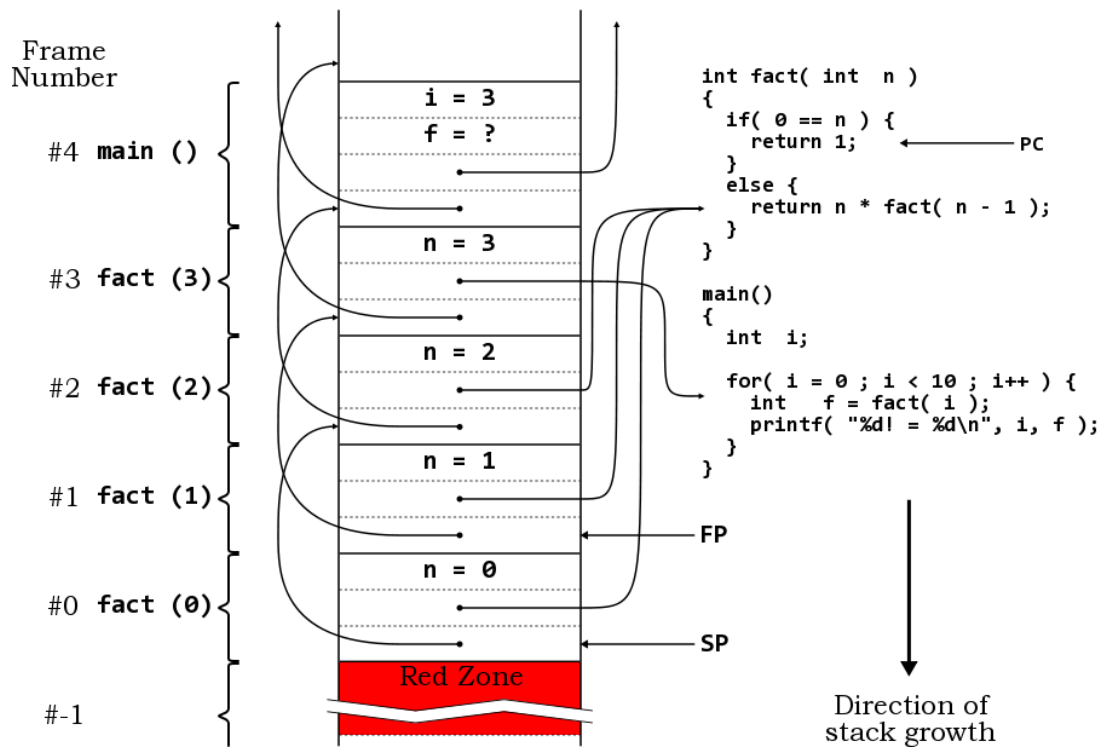 Frame
Number
#4 main ()
i = 3
f = ?
#3 fact (3)
n = 3
#2 fact (2)
n = 2
#1 fact (1)
n = 1
#0 fact (0)
n = 0
#-1
Red Zone
FP
SP
int fact( int  n )
{
  if( 0 == n ) {
    return 1;
PC
  }
  else {
    return n * fact( n - 1 );
  }
}
main()
{
  int  i;
  for( i = 0 ; i < 10 ; i++ ) {
    int   f = fact( i );
    printf( "%d! = %d\n", i, f );
  }
}
Direction of
stack growth